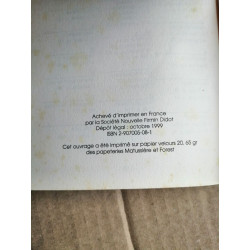 Achevé d'imprimer en France
par la Société Nouvelle Firmin Didot
Dépôt légal : octobre 1999
ISBN 2-907005-08-1
Cet ouvrage a été imprimé sur papier velours 20, 65 gr
des papeteries Matussière et Forest